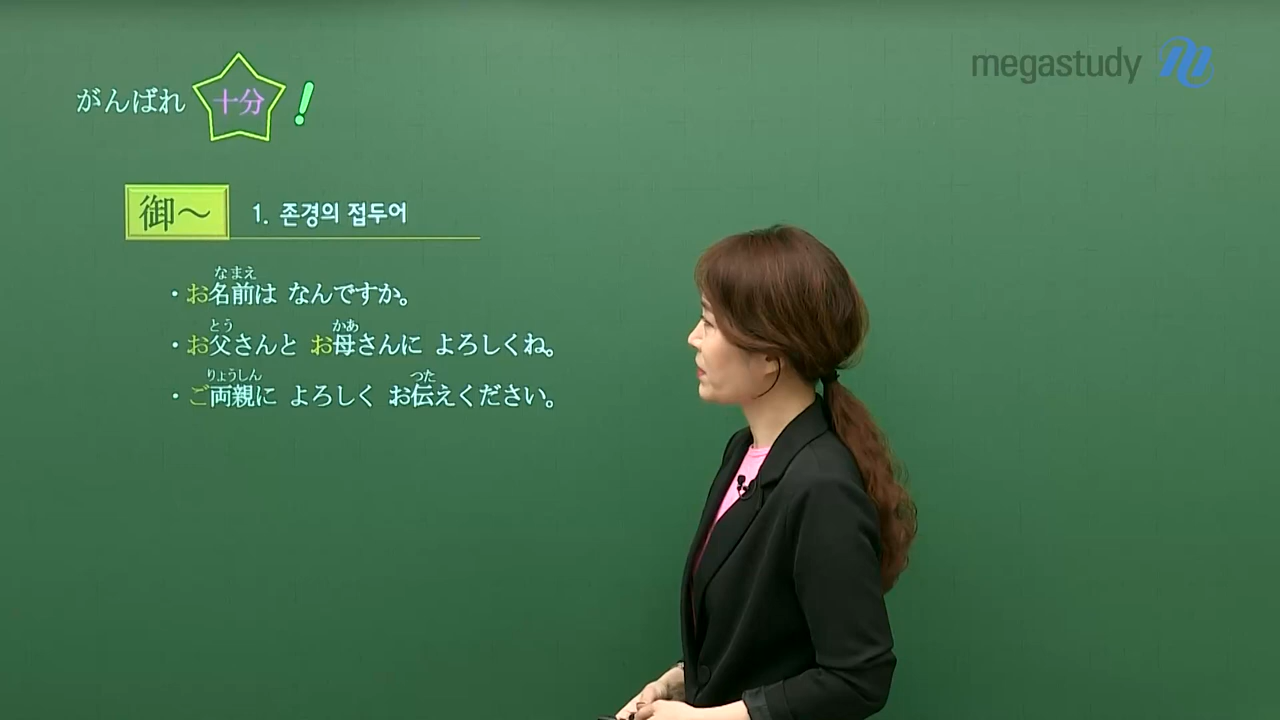 megastudy
がんばれ 十分 !
御～ 1. 존경의 접두어
なまえ
・お名前は なんですか。
とう かあ
・お父さんと お母さんに よろしくね。
りょうしん つた
・ご両親に よろしく お伝えください。